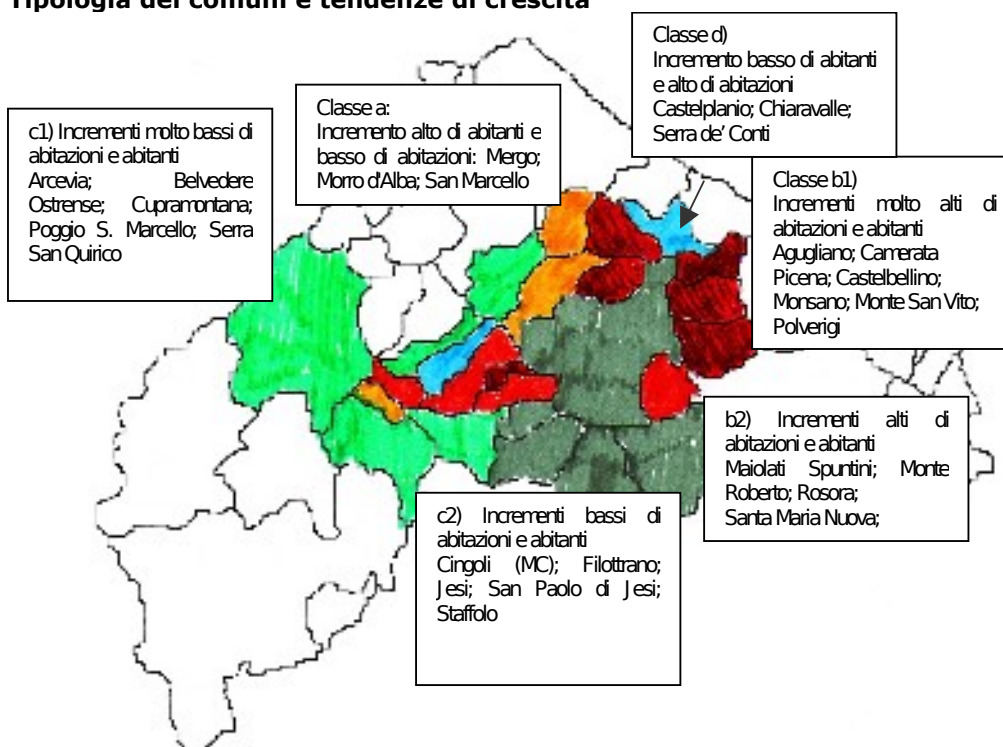 Tipologia dei comuni e tendenze di crescita
Classe d)
Incremento basso di abitanti
e alto di abitazioni
Castelplanio; Chiaravalle;
Serra de' Conti
Classe a:
Incremento alto di abitanti e
basso di abitazioni: Mergo;
Morro d'Alba; San Marcello
c1) Incrementi molto bassi di
abitazioni e abitanti
Arcevia; Belvedere
Ostrense; Cupramontana;
Poggio S. Marcello; Serra
San Quirico
Classe b1)
Incrementi molto alti di
abitazioni e abitanti
Agugliano; Camerata
Picena; Castelbellino;
Monsano; Monte San Vito;
Polverigi
b2) Incrementi alti di
abitazioni e abitanti
Maiolati Spuntini; Monte
Roberto; Rosora;
Santa Maria Nuova;
c2) Incrementi bassi di
abitazioni e abitanti
Cingoli (MC); Filottrano;
Jesi; San Paolo di Jesi;
Staffolo